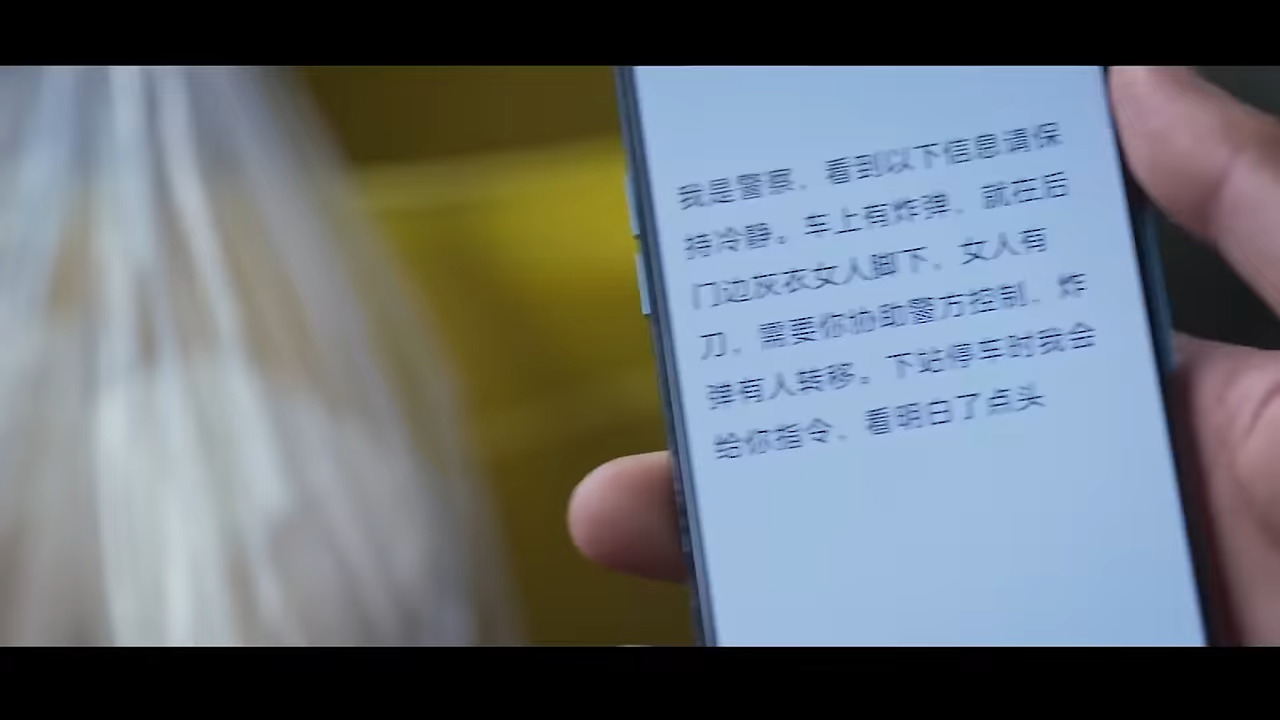 我是警察，看到以下信息请保
持冷静。车上有炸弹，就在后
门边灰衣女人脚下，女人有
刀，需要你协助警方控制，炸
弹有人转移。下站停车时我会
给你指令，看明白了点头